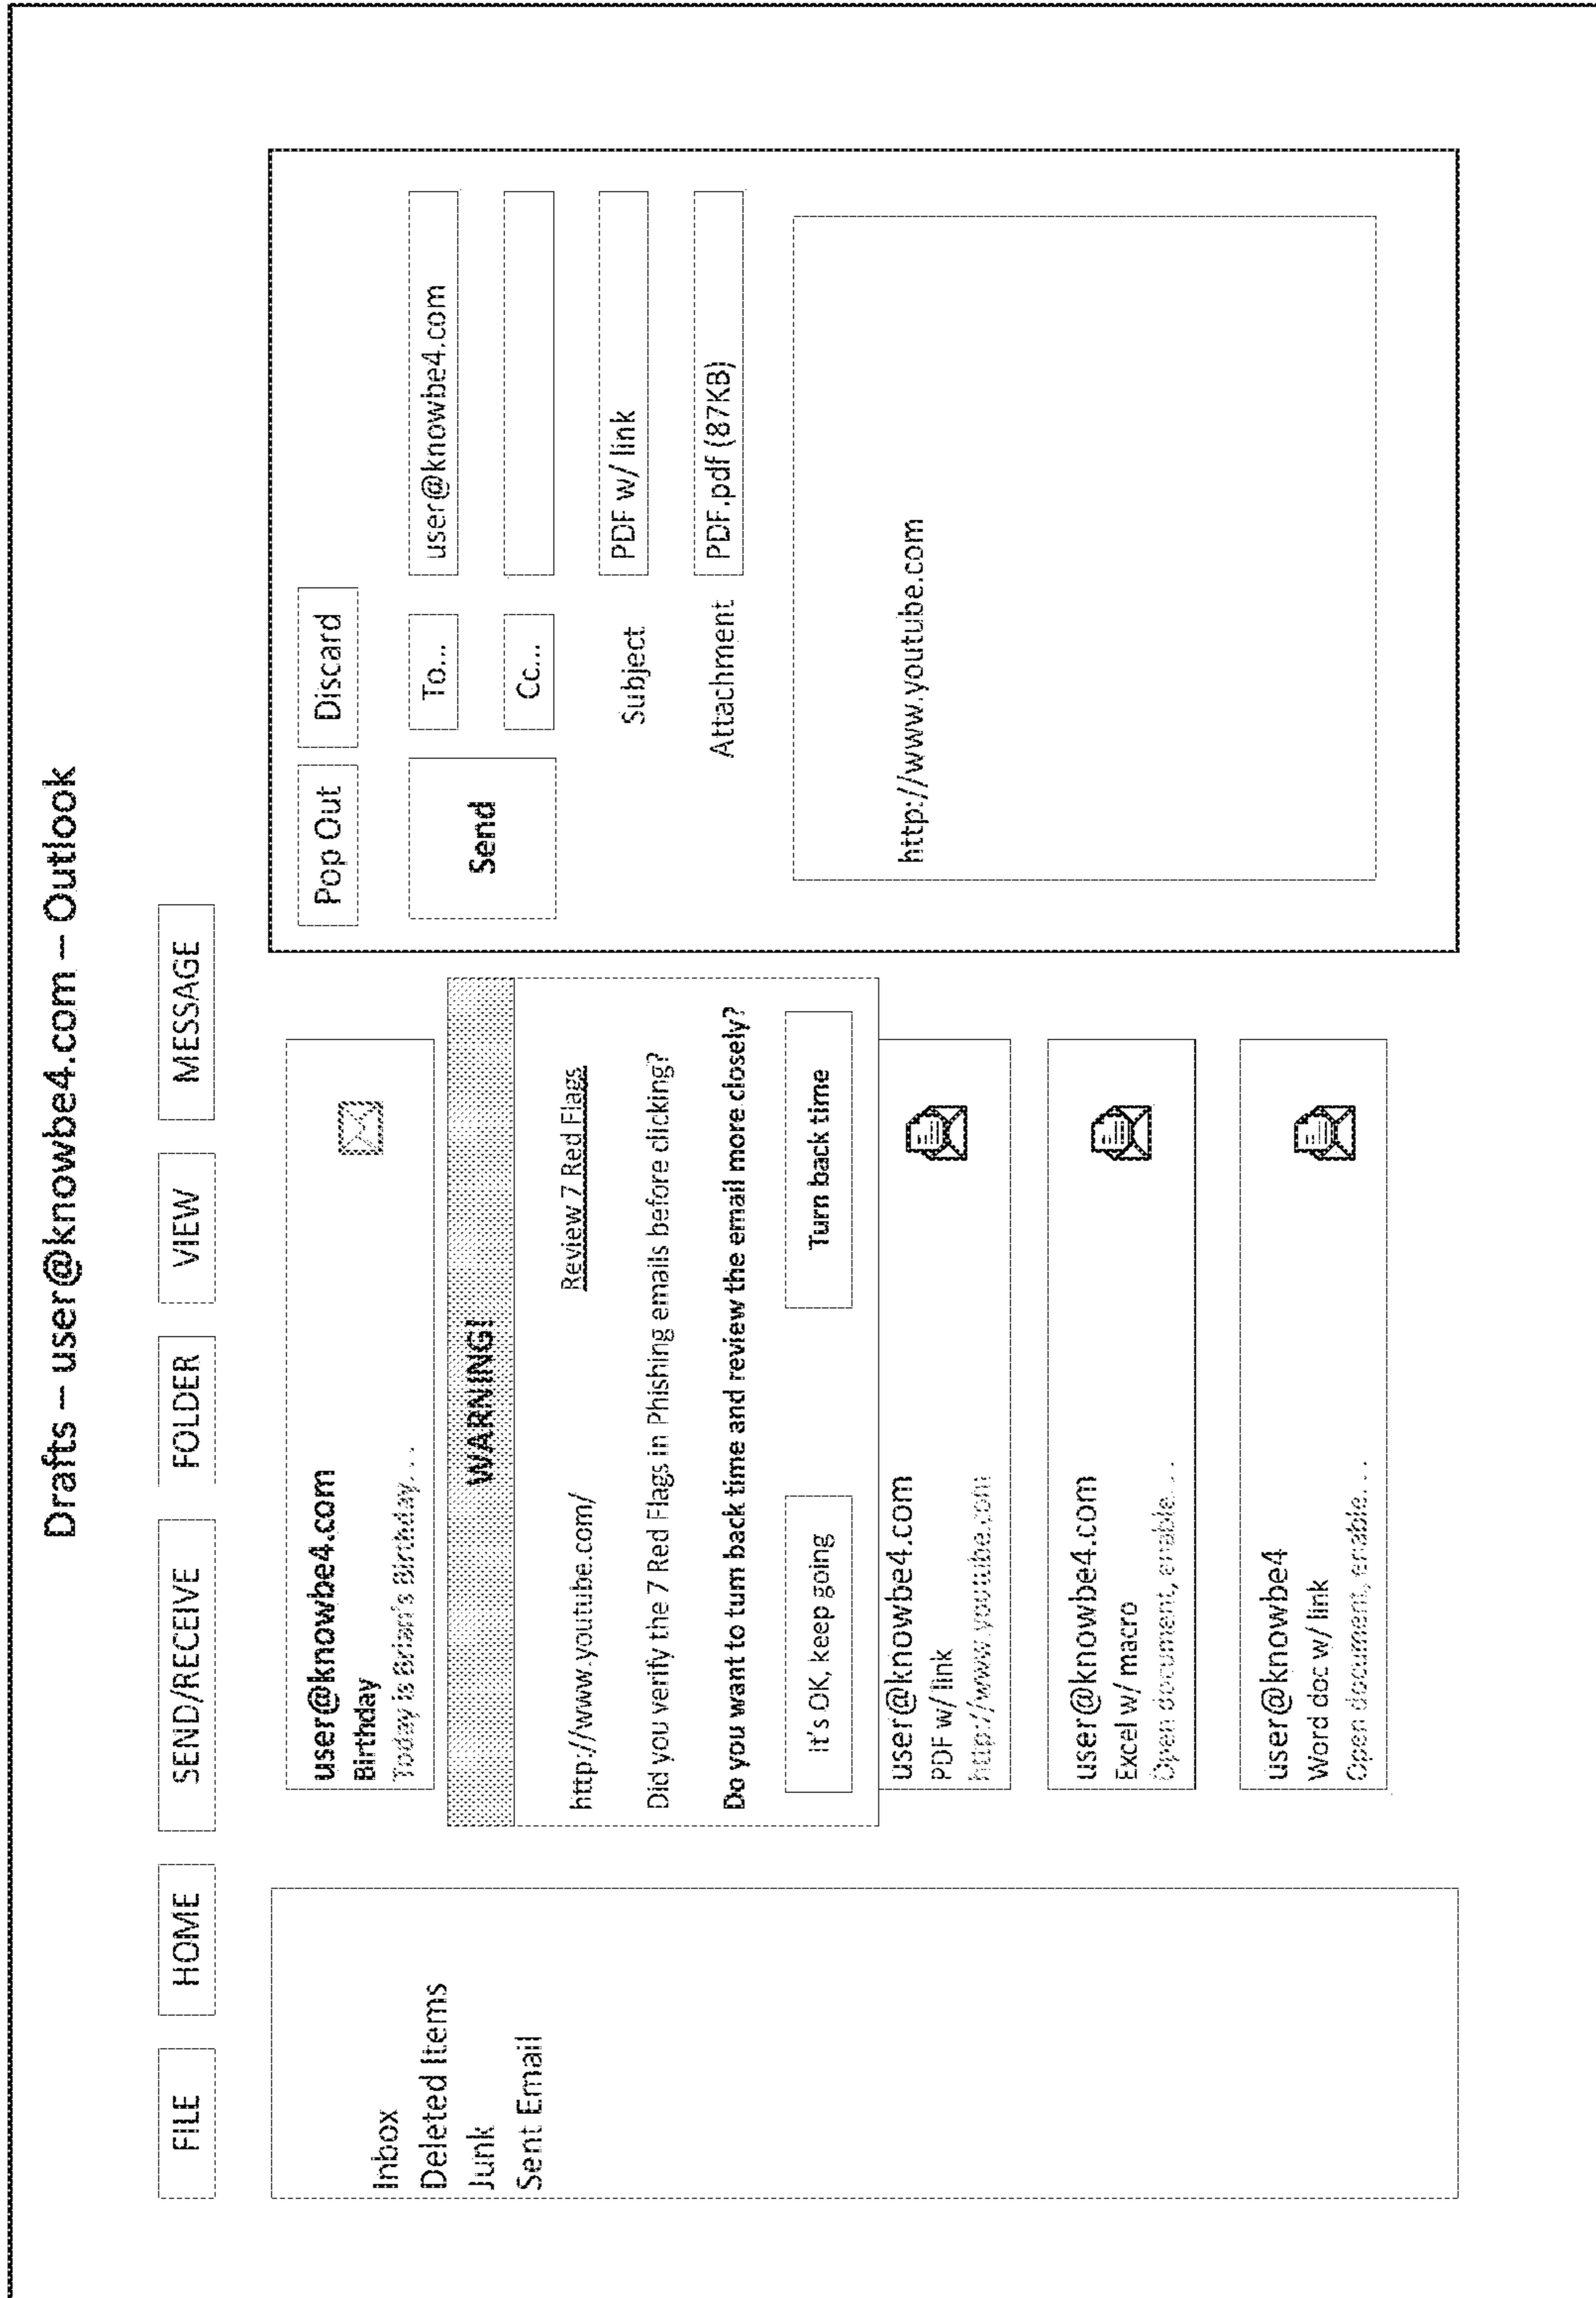 Drafts – user@knowbe4.com – Outlook
FILE HOME SEND/RECEIVE FOLDER VIEW MESSAGE
Inbox
Deleted Items
Junk
Sent Email
user@knowbe4.com
Birthday
Today is Brian's Birthday...
WARNING!
http://www.youtube.com/ Review 7 Red Flags
Did you verify the 7 Red Flags in Phishing emails before clicking?
Do you want to turn back time and review the email more closely?
It's OK, keep going Turn back time
user@knowbe4.com
PDF w/ link
http://www.youtube.com
user@knowbe4.com
Excel w/ macro
Open document, enable...
user@knowbe4
Word doc w/ link
Open document, enable...
Pop Out Discard
Send
To... user@knowbe4.com
Cc...
Subject PDF w/ link
Attachment PDF.pdf (87KB)
http://www.youtube.com